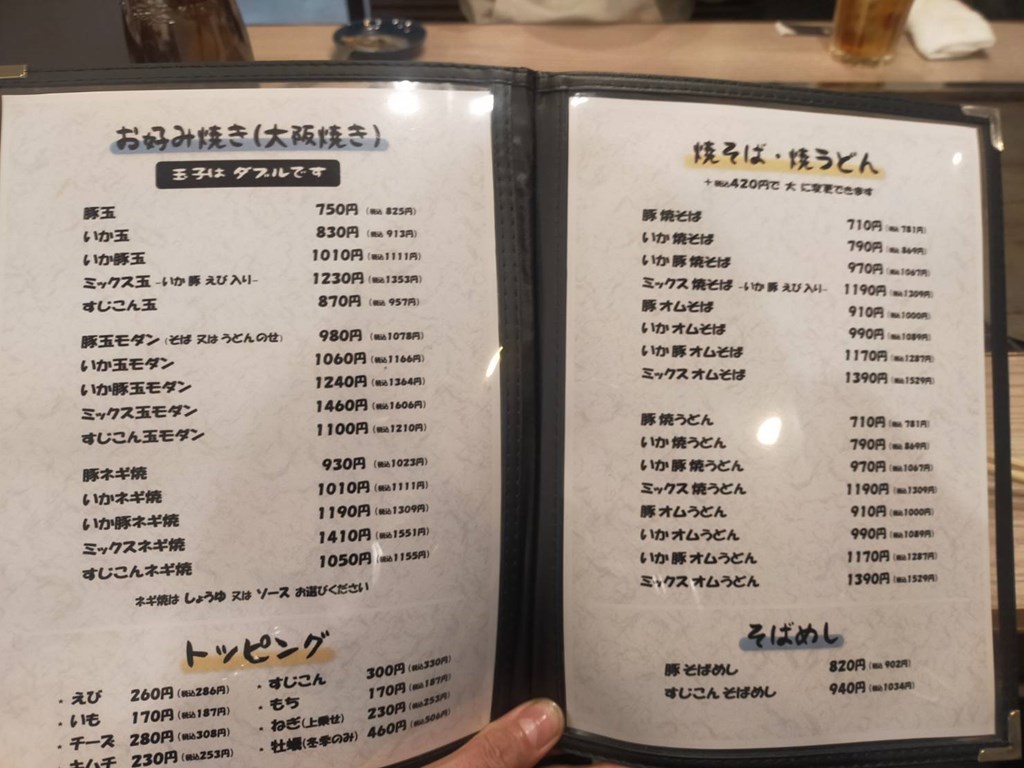 お好み焼き(大阪焼き)
玉子は ダブルです
豚玉 750円 (税込 825円)
いか玉 830円 (税込 913円)
いか豚玉 1010円 (税込1111円)
ミックス玉 -いか 豚 えび 入り- 1230円 (税込1353円)
すじこん玉 870円 (税込 957円)
豚玉モダン (そば 又は うどん のせ) 980円 (税込1078円)
いか玉モダン 1060円 (税込1166円)
いか豚玉モダン 1240円 (税込1364円)
ミックス玉モダン 1460円 (税込1606円)
すじこん玉モダン 1100円 (税込1210円)
豚ネギ焼 930円 (税込1023円)
いかネギ焼 1010円 (税込1111円)
いか豚ネギ焼 1190円 (税込1309円)
ミックスネギ焼 1410円 (税込1551円)
すじこんネギ焼 1050円 (税込1155円)
ネギ焼は しょうゆ 又は ソース お選びください
トッピング
・えび 260円 (税込286円)
・いも 170円 (税込187円)
・チーズ 280円 (税込308円)
・キムチ 230円 (税込253円)
・すじこん 300円 (税込330円)
・もち 170円 (税込187円)
・ねぎ(上乗せ) 230円 (税込253円)
・牡蠣(冬季のみ) 460円 (税込506円)
焼そば・焼うどん
+税込420円で 大 に変更できます
豚 焼そば 710円 (税込 781円)
いか 焼そば 790円 (税込 869円)
いか 豚 焼そば 970円 (税込1067円)
ミックス 焼そば -いか 豚 えび 入り- 1190円 (税込1309円)
豚 オムそば 910円 (税込1000円)
いか オムそば 990円 (税込1089円)
いか 豚 オムそば 1170円 (税込1287円)
ミックス オムそば 1390円 (税込1529円)
豚 焼うどん 710円 (税込 781円)
いか 焼うどん 790円 (税込 869円)
いか 豚 焼うどん 970円 (税込1067円)
ミックス 焼うどん 1190円 (税込1309円)
豚 オムうどん 910円 (税込1000円)
いか オムうどん 990円 (税込1089円)
いか 豚 オムうどん 1170円 (税込1287円)
ミックス オムうどん 1390円 (税込1529円)
そばめし
豚 そばめし 820円 (税込 902円)
すじこん そばめし 940円 (税込1034円)